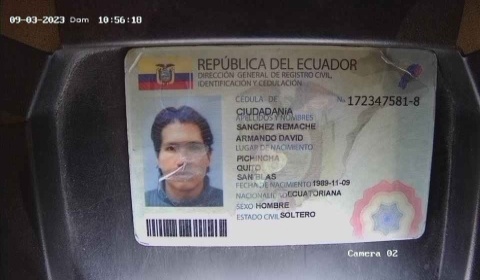 09-03-2023 Dom 10:56:18
REPÚBLICA DEL ECUADOR
DIRECCIÓN GENERAL DE REGISTRO CIVIL,
IDENTIFICACIÓN Y CEDULACIÓN
CÉDULA DE No. 172347581-8
CIUDADANIA
APELLIDOS Y NOMBRES
SANCHEZ REMACHE
ARMANDO DAVID
LUGAR DE NACIMIENTO
PICHINCHA
QUITO
SAN BLAS
FECHA DE NACIMIENTO 1989-11-09
NACIONALIDAD ECUATORIANA
SEXO HOMBRE
ESTADO CIVIL SOLTERO
Camera 02